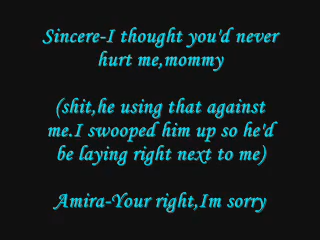 Sincere-I thought you'd never
hurt me,mommy
(shit,he using that against
me.I swooped him up so he'd
be laying right next to me)
Amira-Your right,Im sorry